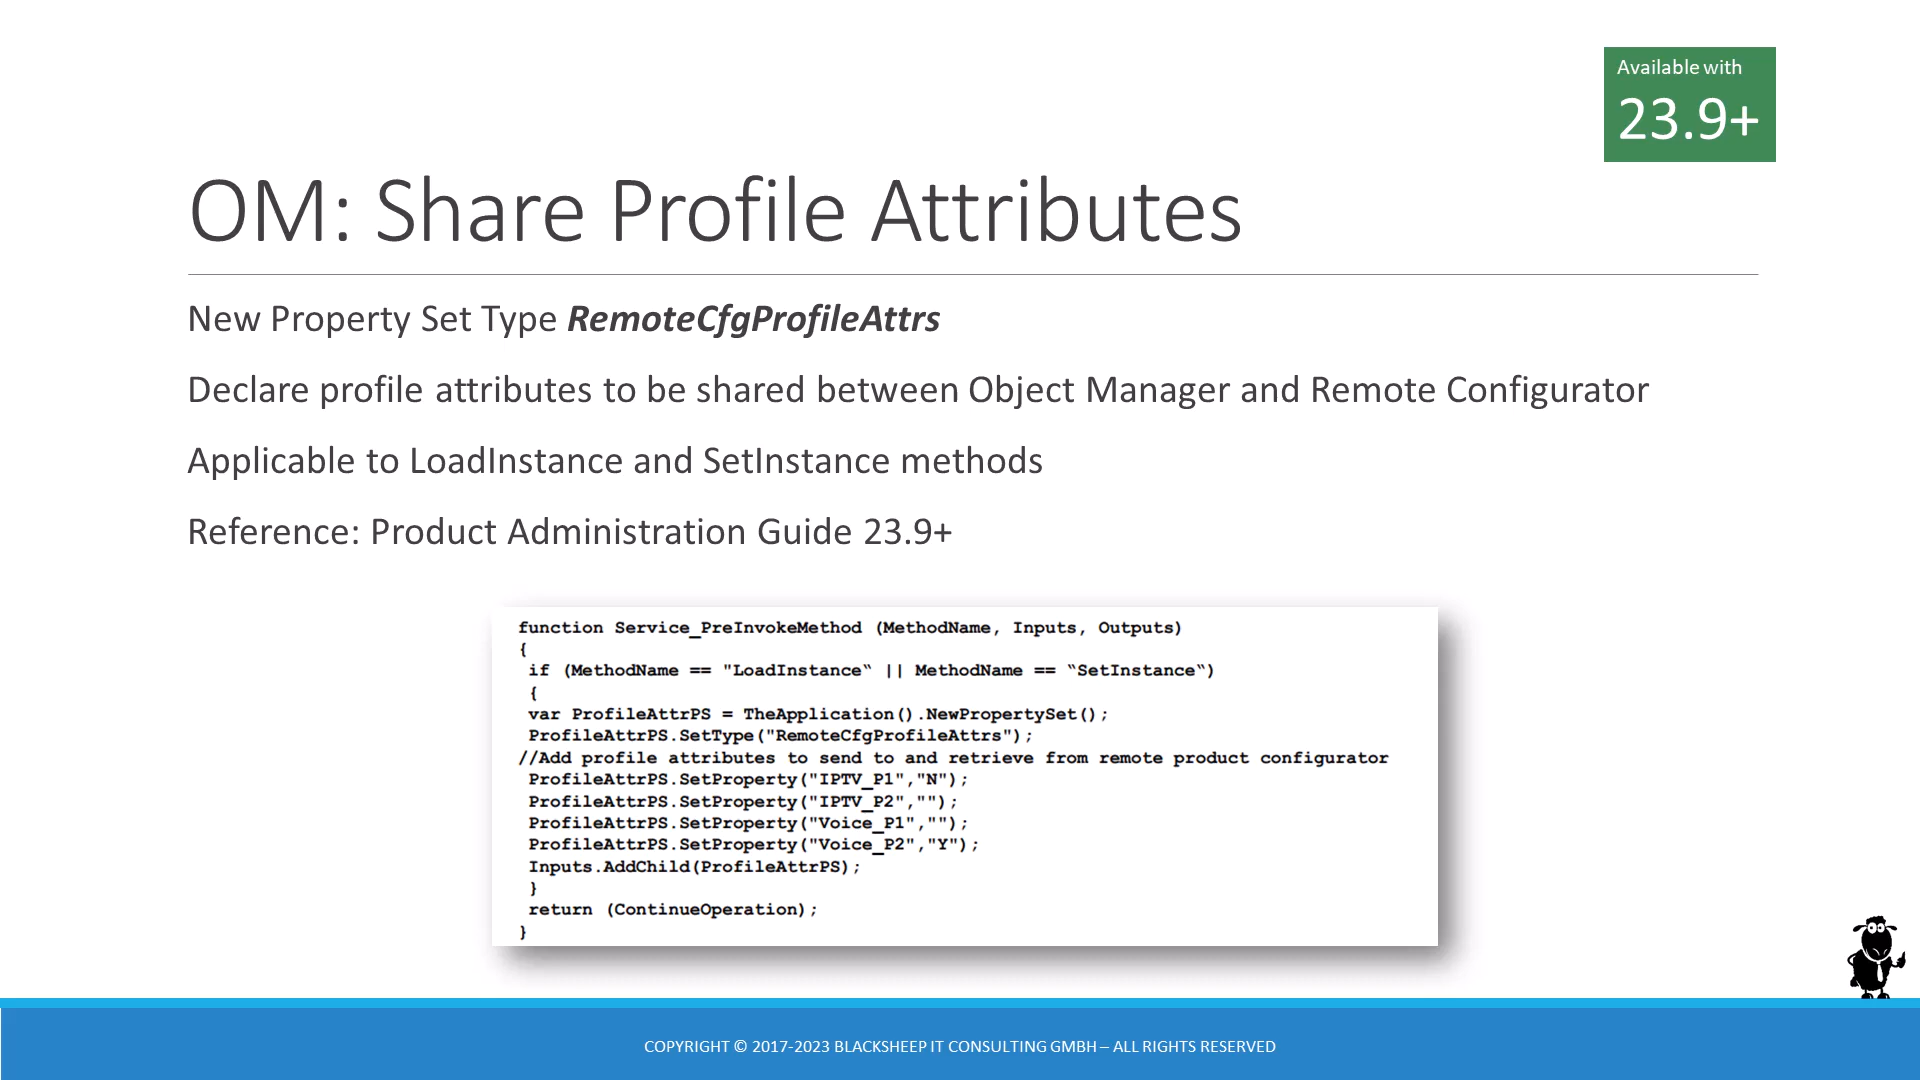 Available with
23.9+
OM: Share Profile Attributes
New Property Set Type RemoteCfgProfileAttrs
Declare profile attributes to be shared between Object Manager and Remote Configurator
Applicable to LoadInstance and SetInstance methods
Reference: Product Administration Guide 23.9+
function Service_PreInvokeMethod (MethodName, Inputs, Outputs)
{
if (MethodName == "LoadInstance‟ || MethodName == ‟SetInstance‟)
{
var ProfileAttrPS = TheApplication().NewPropertySet();
ProfileAttrPS.SetType("RemoteCfgProfileAttrs");
//Add profile attributes to send to and retrieve from remote product configurator
ProfileAttrPS.SetProperty("IPTV_P1","N");
ProfileAttrPS.SetProperty("IPTV_P2","");
ProfileAttrPS.SetProperty("Voice_P1","");
ProfileAttrPS.SetProperty("Voice_P2","Y");
Inputs.AddChild(ProfileAttrPS);
}
return (ContinueOperation);
}
COPYRIGHT © 2017-2023 BLACKSHEEP IT CONSULTING GMBH – ALL RIGHTS RESERVED